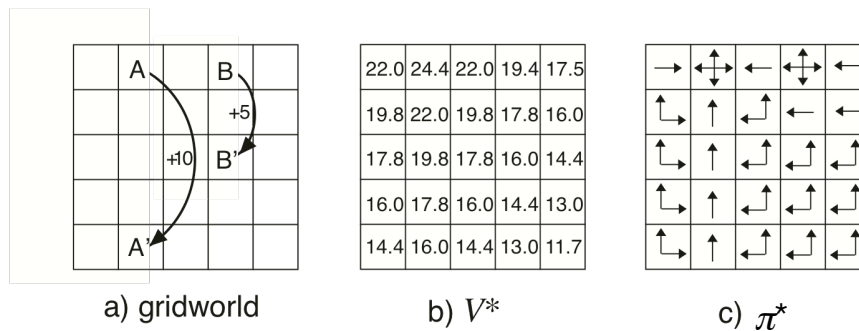 A B
+5
+10 B'
A'
22.0 24.4 22.0 19.4 17.5
19.8 22.0 19.8 17.8 16.0
17.8 19.8 17.8 16.0 14.4
16.0 17.8 16.0 14.4 13.0
14.4 16.0 14.4 13.0 11.7
a) gridworld
b) V*
c) π*